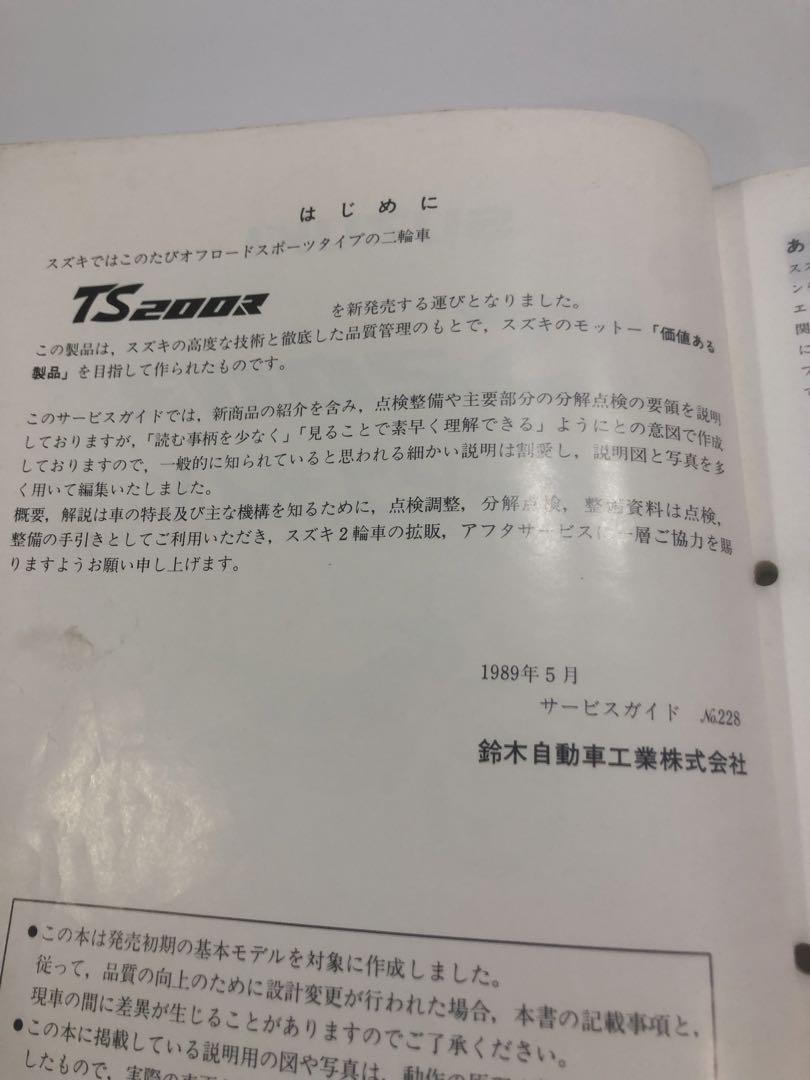 はじめに
スズキではこのたびオフロードスポーツタイプの二輪車
TS200R を新発売する運びとなりました。
この製品は，スズキの高度な技術と徹底した品質管理のもとで，スズキのモットー「価値ある
製品」を目指して作られたものです。
このサービスガイドでは，新商品の紹介を含み，点検整備や主要部分の分解点検の要領を説明
しておりますが，「読む事柄を少なく」「見ることで素早く理解できる」ようにとの意図で作成
しておりますので，一般的に知られていると思われる細かい説明は割愛し，説明図と写真を多
く用いて編集いたしました。
概要，解説は車の特長及び主な機構を知るために，点検調整，分解点検，整備資料は点検，
整備の手引きとしてご利用いただき，スズキ２輪車の拡販，アフタサービスに一層ご協力を賜
りますようお願い申し上げます。
1989年５月
サービスガイド №228
鈴木自動車工業株式会社
●この本は発売初期の基本モデルを対象に作成しました。
従って，品質の向上のために設計変更が行われた場合，本書の記載事項と，
現車の間に差異が生じることがありますのでご了承ください。
●この本に掲載している説明用の図や写真は，動作の原
したもので，実際の
あ
スズ
ン
エ
関
に
フ
て